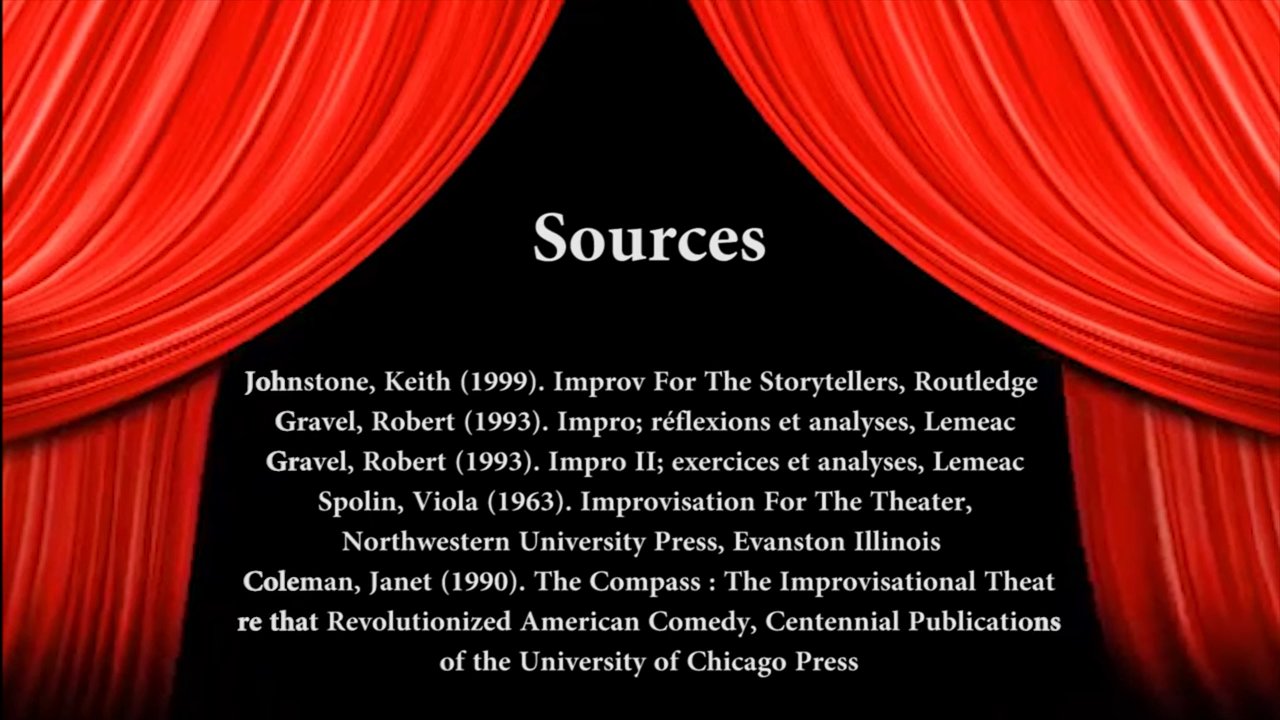 Sources
Johnstone, Keith (1999). Improv For The Storytellers, Routledge
Gravel, Robert (1993). Impro; réflexions et analyses, Lemeac
Gravel, Robert (1993). Impro II; exercices et analyses, Lemeac
Spolin, Viola (1963). Improvisation For The Theater,
Northwestern University Press, Evanston Illinois
Coleman, Janet (1990). The Compass : The Improvisational Theat
re that Revolutionized American Comedy, Centennial Publications
of the University of Chicago Press